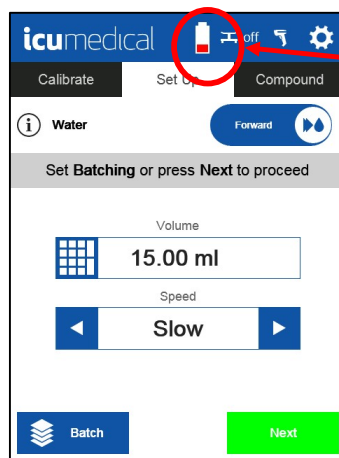 icumedical off
Calibrate Set Up Compound
i Water Forward
Set Batching or press Next to proceed
Volume
15.00 ml
Speed
Slow
Batch Next